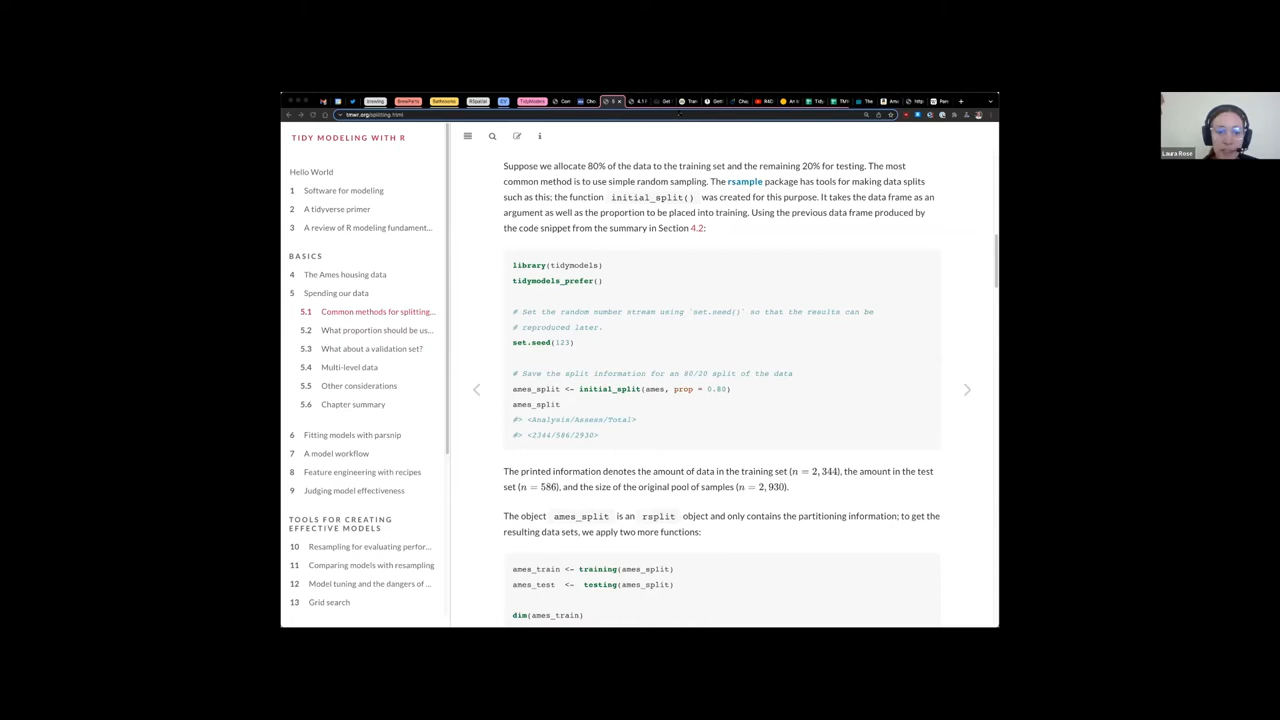 brewing
BrewParts
Bathrooms
RSpatial
CV
TidyModels
tmwr.org/splitting.html
TIDY MODELING WITH R
Hello World
1 Software for modeling
2 A tidyverse primer
3 A review of R modeling fundament...
BASICS
4 The Ames housing data
5 Spending our data
5.1 Common methods for splitting...
5.2 What proportion should be us...
5.3 What about a validation set?
5.4 Multi-level data
5.5 Other considerations
5.6 Chapter summary
6 Fitting models with parsnip
7 A model workflow
8 Feature engineering with recipes
9 Judging model effectiveness
TOOLS FOR CREATING
EFFECTIVE MODELS
10 Resampling for evaluating perfor...
11 Comparing models with resampling
12 Model tuning and the dangers of ...
13 Grid search
Suppose we allocate 80% of the data to the training set and the remaining 20% for testing. The most
common method is to use simple random sampling. The rsample package has tools for making data splits
such as this; the function initial_split() was created for this purpose. It takes the data frame as an
argument as well as the proportion to be placed into training. Using the previous data frame produced by
the code snippet from the summary in Section 4.2:
library(tidymodels)
tidymodels_prefer()
# Set the random number stream using `set.seed()` so that the results can be
# reproduced later.
set.seed(123)
# Save the split information for an 80/20 split of the data
ames_split <- initial_split(ames, prop = 0.80)
ames_split
#> <Analysis/Assess/Total>
#> <2344/586/2930>
The printed information denotes the amount of data in the training set (n = 2,344), the amount in the test
set (n = 586), and the size of the original pool of samples (n = 2,930).
The object ames_split is an rsplit object and only contains the partitioning information; to get the
resulting data sets, we apply two more functions:
ames_train <- training(ames_split)
ames_test <- testing(ames_split)
dim(ames_train)
Laura Rose